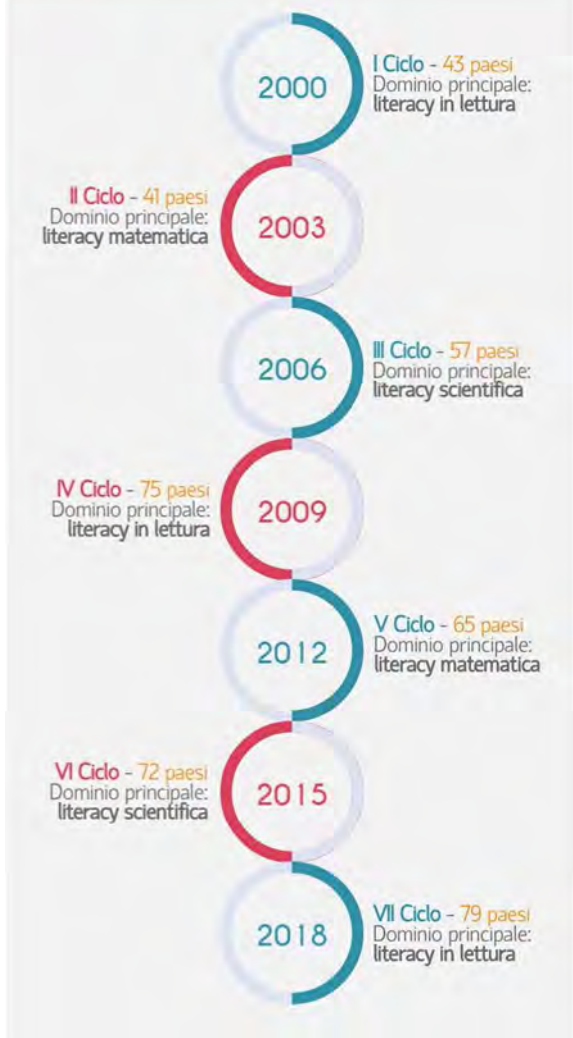 2000
I Ciclo - 43 paesi
Dominio principale:
literacy in lettura
II Ciclo - 41 paesi
Dominio principale:
literacy matematica
2003
2006
III Ciclo - 57 paesi
Dominio principale:
literacy scientifica
IV Ciclo - 75 paesi
Dominio principale:
literacy in lettura
2009
2012
V Ciclo - 65 paesi
Dominio principale:
literacy matematica
VI Ciclo - 72 paesi
Dominio principale:
literacy scientifica
2015
2018
VII Ciclo - 79 paesi
Dominio principale:
literacy in lettura